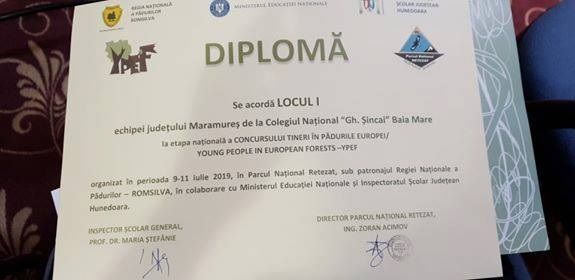 REGIA NAȚIONALĂ
A PĂDURILOR
ROMSILVA
MINISTERUL EDUCAȚIEI NAȚIONALE
ȘCOLAR JUDEȚEAN
HUNEDOARA
YPEF
DIPLOMĂ
Parcul Național
RETEZAT
Se acordă LOCUL I
echipei județului Maramureș de la Colegiul Național "Gh. Șincai" Baia Mare
la etapa națională a CONCURSULUI TINERI ÎN PĂDURILE EUROPEI/
YOUNG PEOPLE IN EUROPEAN FORESTS –YPEF
organizat în perioada 9-11 iulie 2019, în Parcul Național Retezat, sub patronajul Regiei Naționale a
Pădurilor – ROMSILVA, în colaborare cu Ministerul Educației Naționale și Inspectoratul Școlar Județean
Hunedoara.
INSPECTOR ȘCOLAR GENERAL,
PROF. DR. MARIA ȘTEFĂNIE
DIRECTOR PARCUL NAȚIONAL RETEZAT,
ING. ZORAN ACIMOV